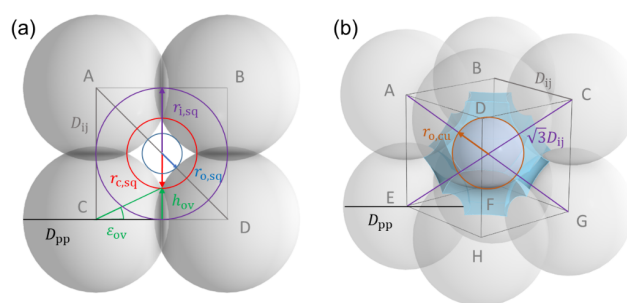 (a)
A
B
D_ij
r_i,sq
r_c,sq
r_o,sq
h_ov
C
D
D_pp
ε_ov
(b)
B
D_ij
A
D
C
r_o,cu
√3D_ij
E
F
G
D_pp
H